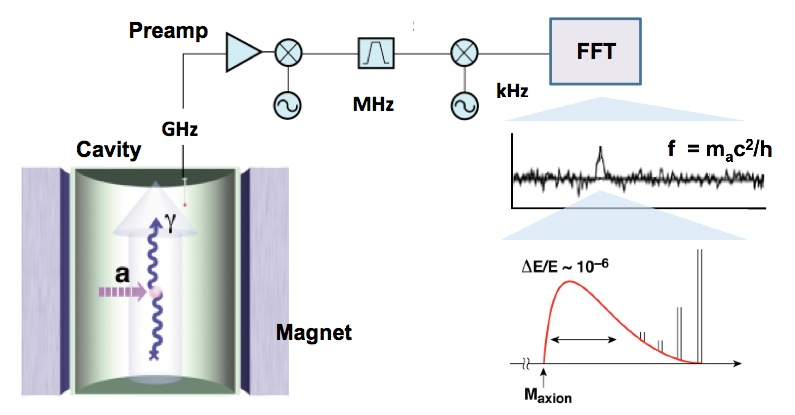 Preamp
FFT
MHz
kHz
GHz
Cavity
f = mₐc²/h
γ
a
ΔE/E ~ 10⁻⁶
Magnet
Mₐₓᵢₒₙ